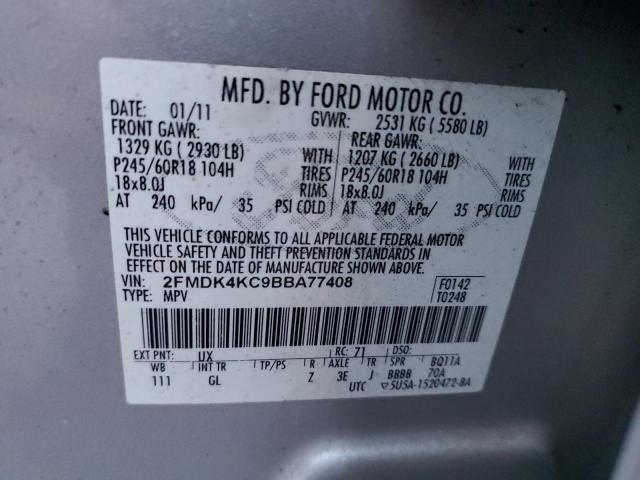 MFD. BY FORD MOTOR CO.
DATE: 01/11 GVWR: 2531 KG ( 5580 LB)
FRONT GAWR: REAR GAWR:
1329 KG ( 2930 LB) WITH 1207 KG ( 2660 LB) WITH
P245/60R18 104H TIRES P245/60R18 104H TIRES
18x8.0J RIMS 18x8.0J RIMS
AT 240 kPa/ 35 PSI COLD AT 240 kPa/ 35 PSI COLD
THIS VEHICLE CONFORMS TO ALL APPLICABLE FEDERAL MOTOR
VEHICLE SAFETY AND THEFT PREVENTION STANDARDS IN
EFFECT ON THE DATE OF MANUFACTURE SHOWN ABOVE.
VIN: 2FMDK4KC9BBA77408 F0142
TYPE: MPV T0248
EXT PNT: UX RC: 71 DSO:
WB INT TR TP/PS R AXLE TR SPR BQ11A
111 GL Z 3E J BBBB 70A
UTC ▽5U5A-1520472-BA